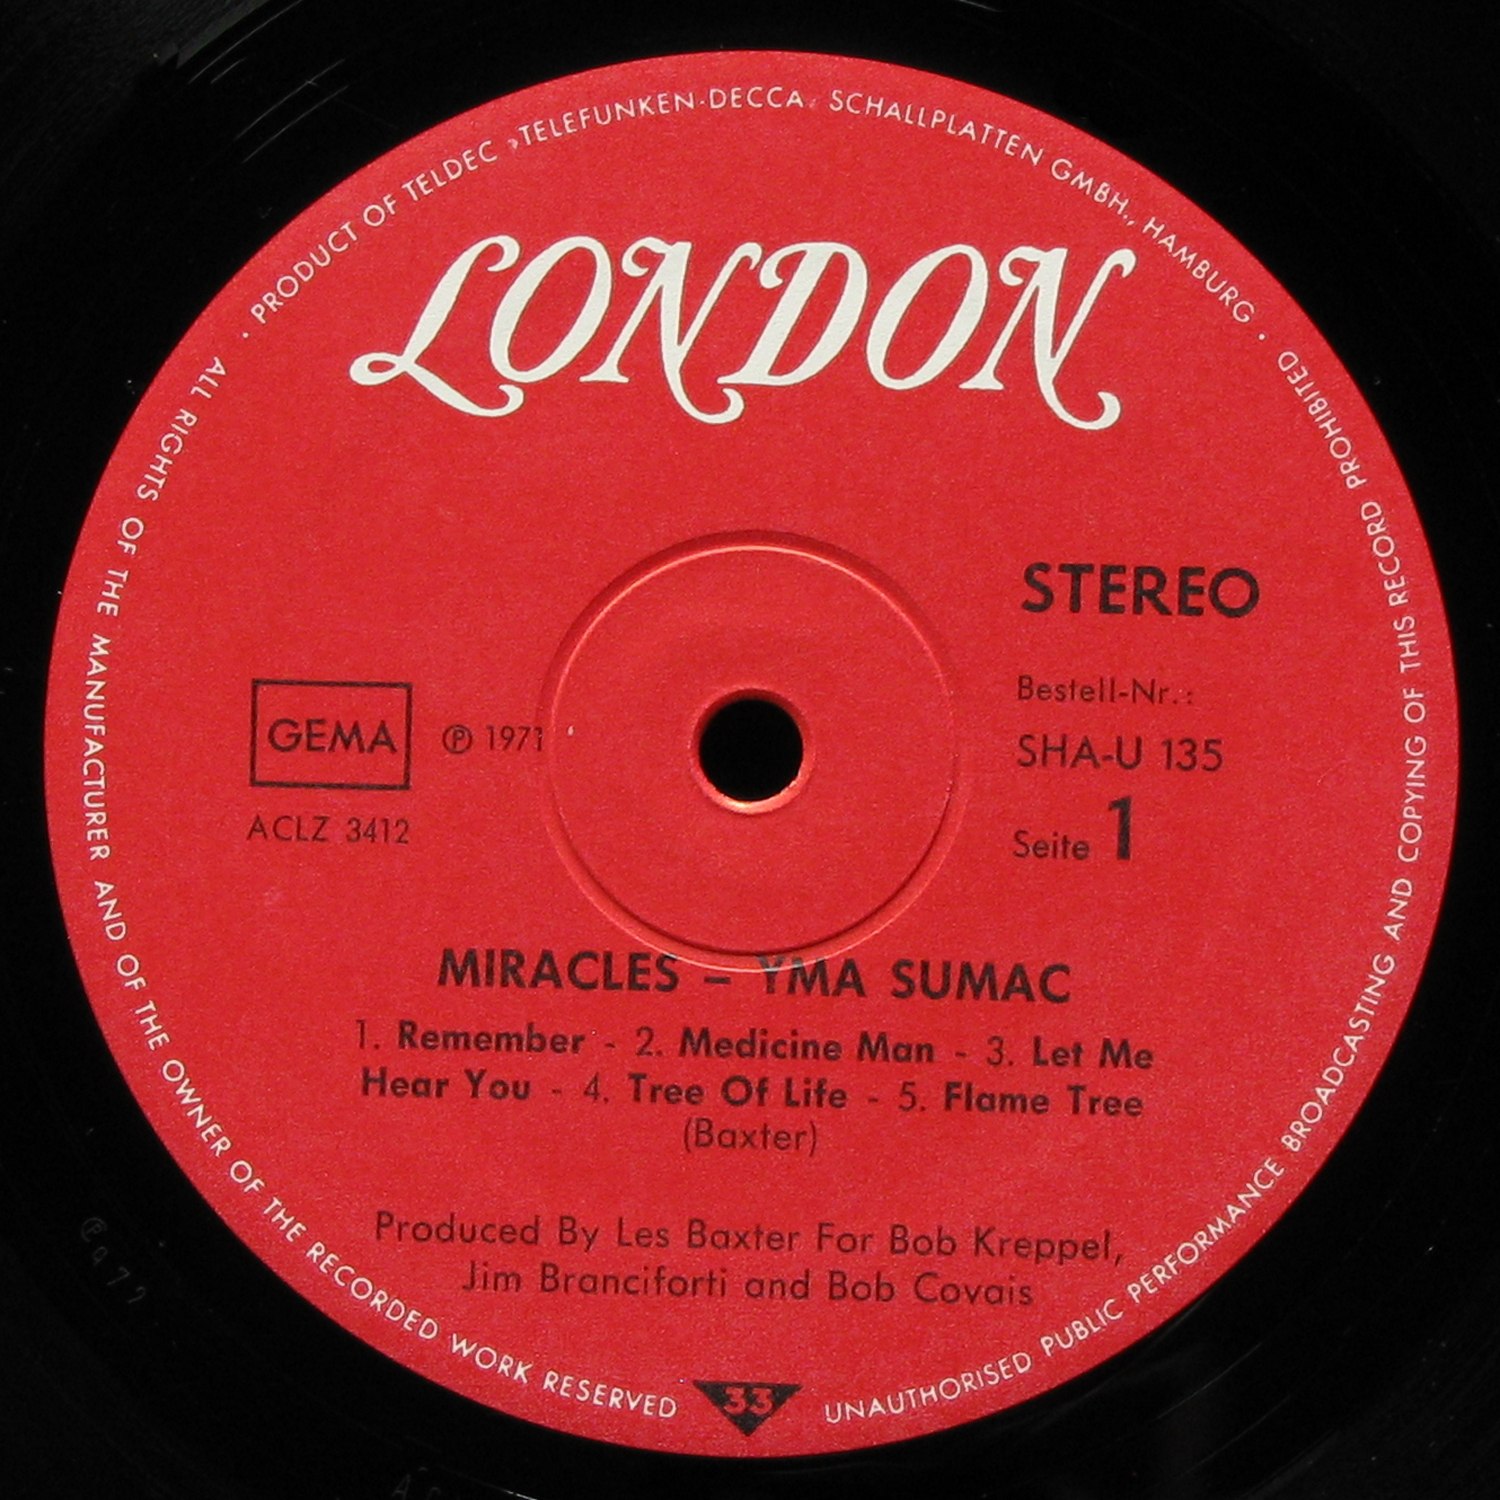 · PRODUCT OF TELDEC »TELEFUNKEN-DECCA« SCHALLPLATTEN GMBH., HAMBURG ·
LONDON
STEREO
Bestell-Nr.:
SHA-U 135
Seite 1
GEMA
℗ 1971
ACLZ 3412
MIRACLES – YMA SUMAC
1. Remember - 2. Medicine Man - 3. Let Me
Hear You - 4. Tree Of Life - 5. Flame Tree
(Baxter)
Produced By Les Baxter For Bob Kreppel,
Jim Branciforti and Bob Covais
33
ALL RIGHTS OF THE MANUFACTURER AND OF THE OWNER OF THE RECORDED WORK RESERVED
UNAUTHORISED PUBLIC PERFORMANCE BROADCASTING AND COPYING OF THIS RECORD PROHIBITED